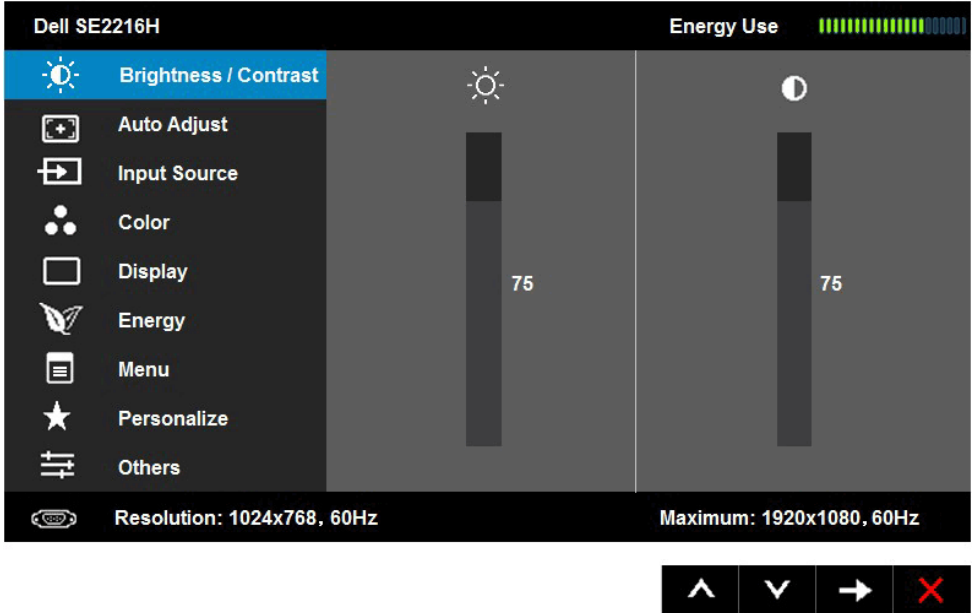 Dell SE2216H Energy Use
Brightness / Contrast
Auto Adjust
Input Source
Color
Display
75 75
Energy
Menu
Personalize
Others
Resolution: 1024x768, 60Hz Maximum: 1920x1080, 60Hz